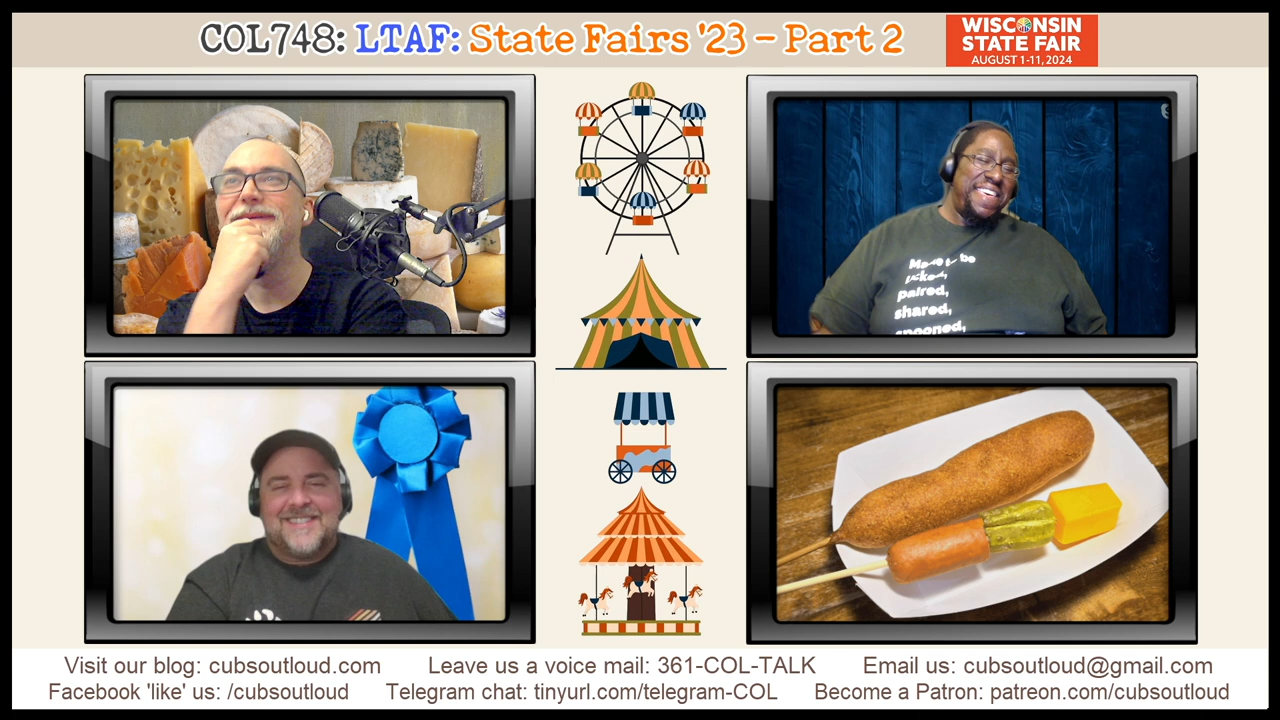 COL748: LTAF: State Fairs '23 - Part 2
WISCONSIN
STATE FAIR
AUGUST 1-11, 2024
paired,
shared,
spooned,
Visit our blog: cubsoutloud.com Leave us a voice mail: 361-COL-TALK Email us: cubsoutloud@gmail.com
Facebook 'like' us: /cubsoutloud Telegram chat: tinyurl.com/telegram-COL Become a Patron: patreon.com/cubsoutloud